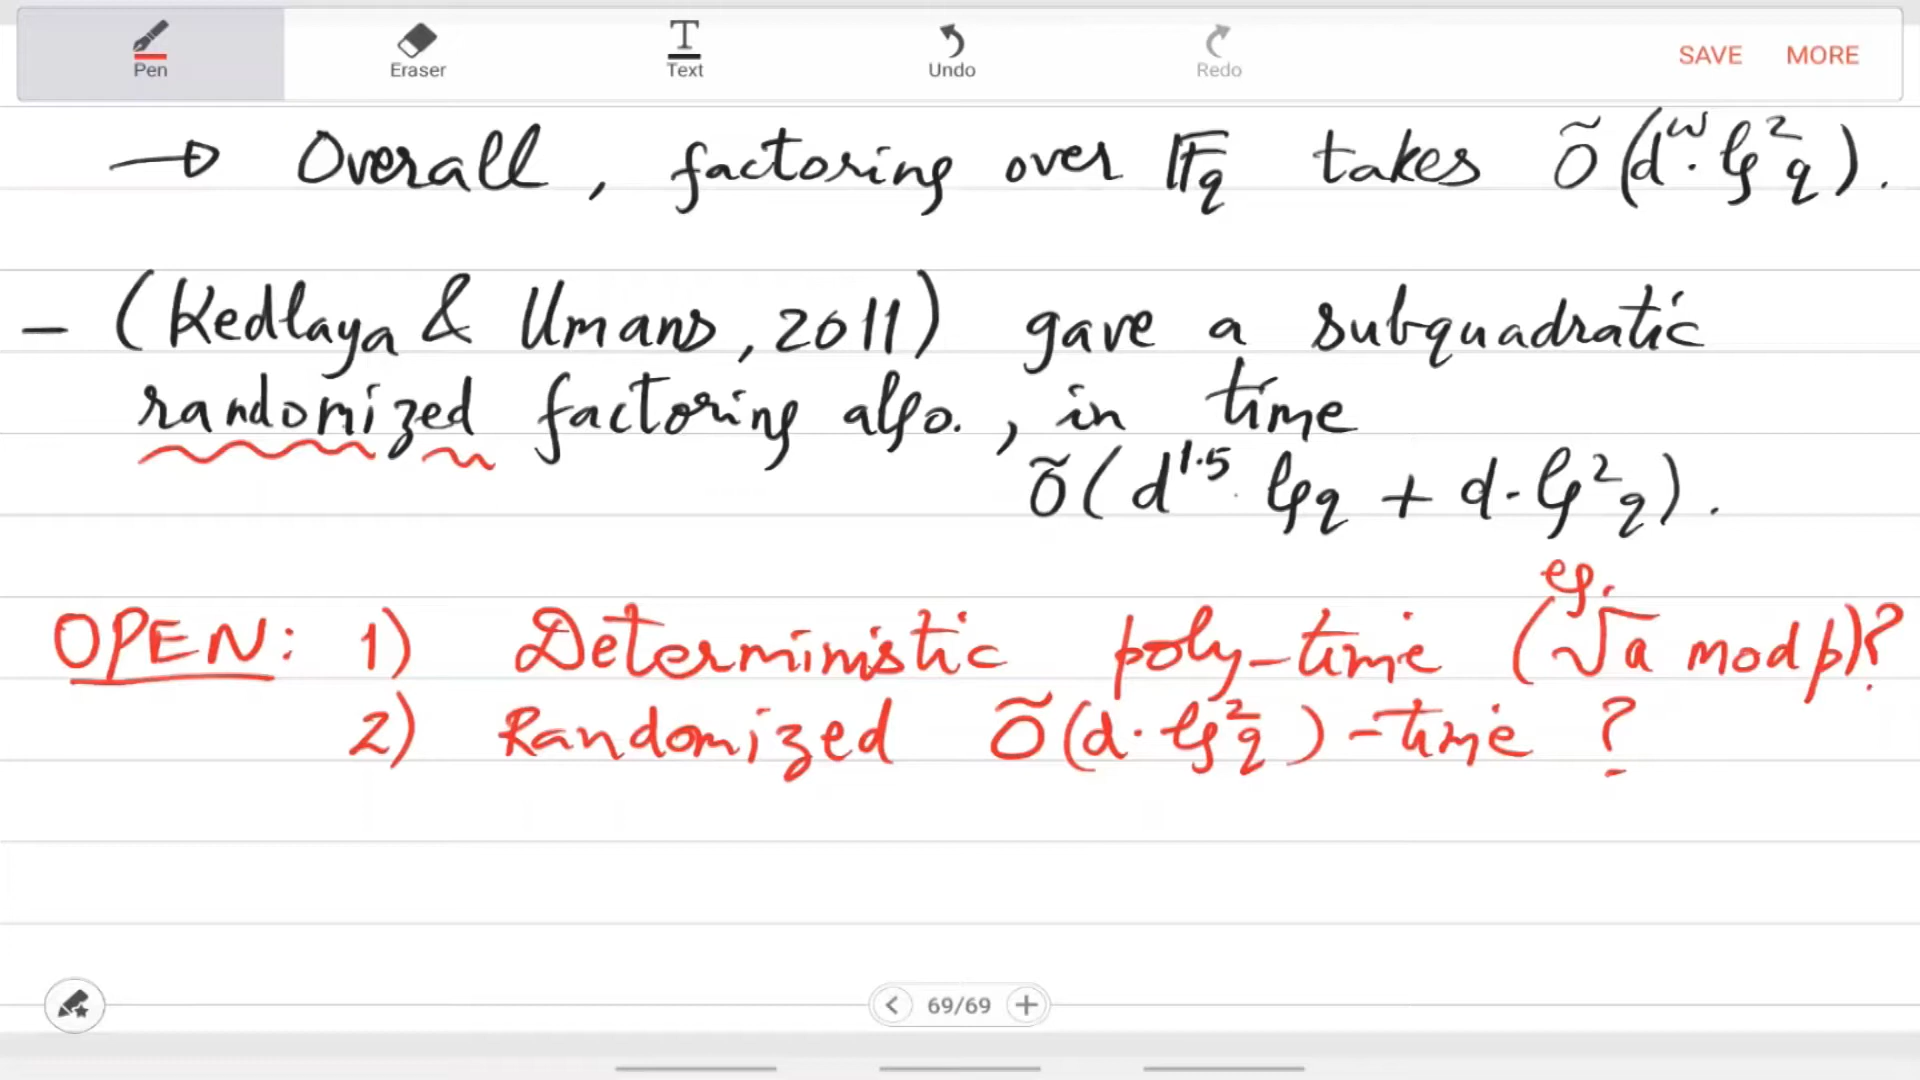 Pen Eraser Text Undo Redo SAVE MORE
→ Overall, factoring over 𝔽_q takes Õ(d^ω · lg²q).
- (Kedlaya & Umans, 2011) gave a subquadratic
randomized factoring also., in time
Õ(d^1.5 · lg q + d · lg²q).
eg.
OPEN: 1) Deterministic poly-time (√a mod p)?
2) Randomized Õ(d · lg²q)-time ?
69/69